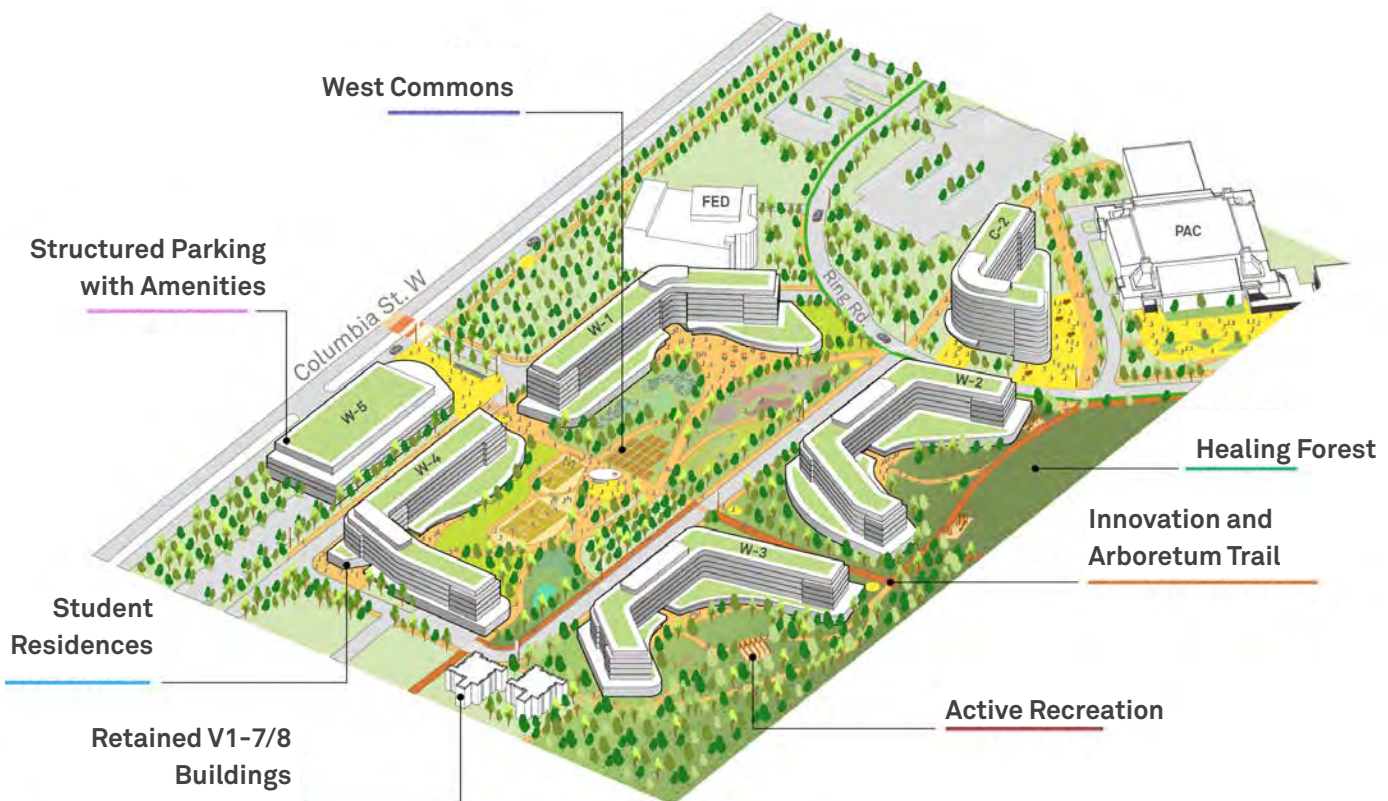 West Commons
FED
C-2
PAC
Structured Parking
with Amenities
Columbia St. W
Ring Rd.
W-1
W-2
W-5
W-4
Healing Forest
Innovation and
Arboretum Trail
W-3
Student
Residences
Active Recreation
Retained V1-7/8
Buildings